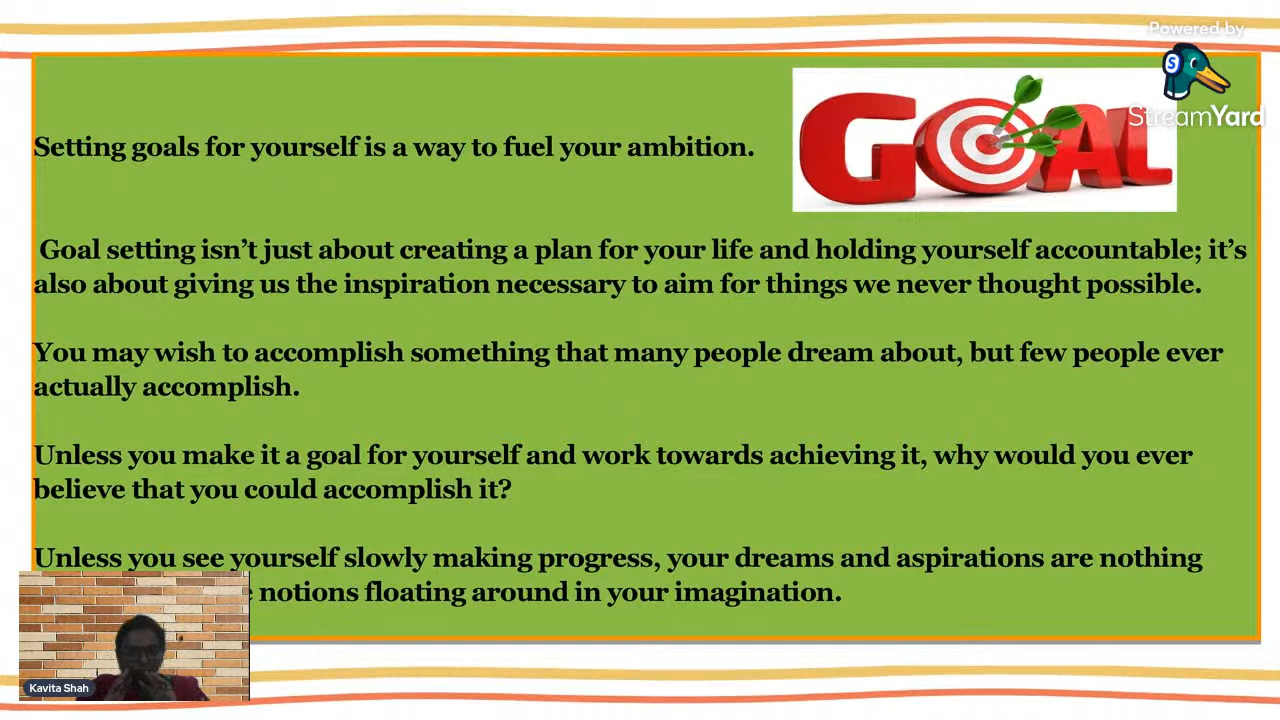 Powered by
StreamYard
GOAL
Setting goals for yourself is a way to fuel your ambition.
Goal setting isn’t just about creating a plan for your life and holding yourself accountable; it’s
also about giving us the inspiration necessary to aim for things we never thought possible.
You may wish to accomplish something that many people dream about, but few people ever
actually accomplish.
Unless you make it a goal for yourself and work towards achieving it, why would you ever
believe that you could accomplish it?
Unless you see yourself slowly making progress, your dreams and aspirations are nothing
notions floating around in your imagination.
Kavita Shah